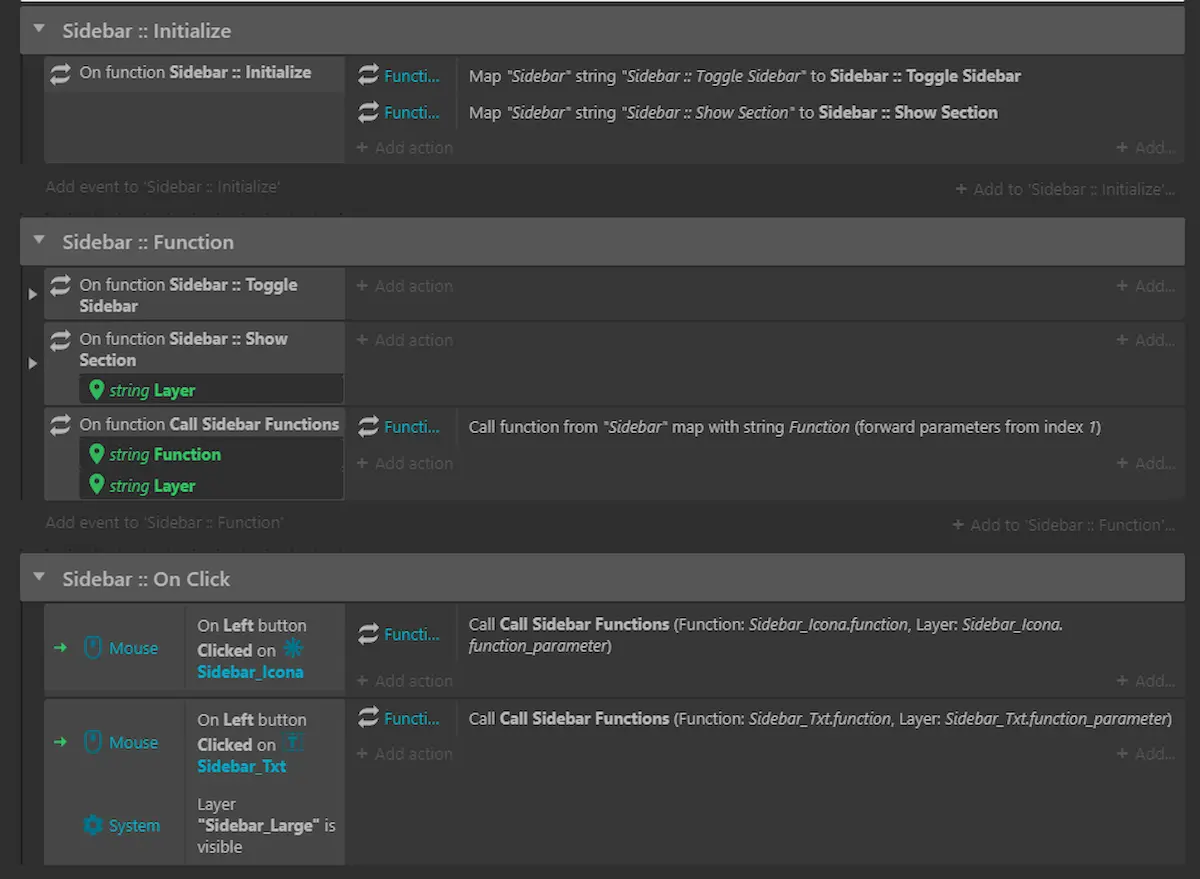 Sidebar :: Initialize
On function Sidebar :: Initialize
Functi... Map "Sidebar" string "Sidebar :: Toggle Sidebar" to Sidebar :: Toggle Sidebar
Functi... Map "Sidebar" string "Sidebar :: Show Section" to Sidebar :: Show Section
+ Add action + Add...
Add event to 'Sidebar :: Initialize' + Add to 'Sidebar :: Initialize'...
Sidebar :: Function
On function Sidebar :: Toggle
Sidebar
+ Add action + Add...
On function Sidebar :: Show
Section
string Layer
+ Add action + Add...
On function Call Sidebar Functions
string Function
string Layer
Functi... Call function from "Sidebar" map with string Function (forward parameters from index 1)
+ Add action + Add...
Add event to 'Sidebar :: Function' + Add to 'Sidebar :: Function'...
Sidebar :: On Click
Mouse
On Left button
Clicked on
Sidebar_Icona
Functi... Call Call Sidebar Functions (Function: Sidebar_Icona.function, Layer: Sidebar_Icona.
function_parameter)
+ Add action + Add...
Mouse
On Left button
Clicked on T
Sidebar_Txt
System
Layer
"Sidebar_Large" is
visible
Functi... Call Call Sidebar Functions (Function: Sidebar_Txt.function, Layer: Sidebar_Txt.function_parameter)
+ Add action + Add...